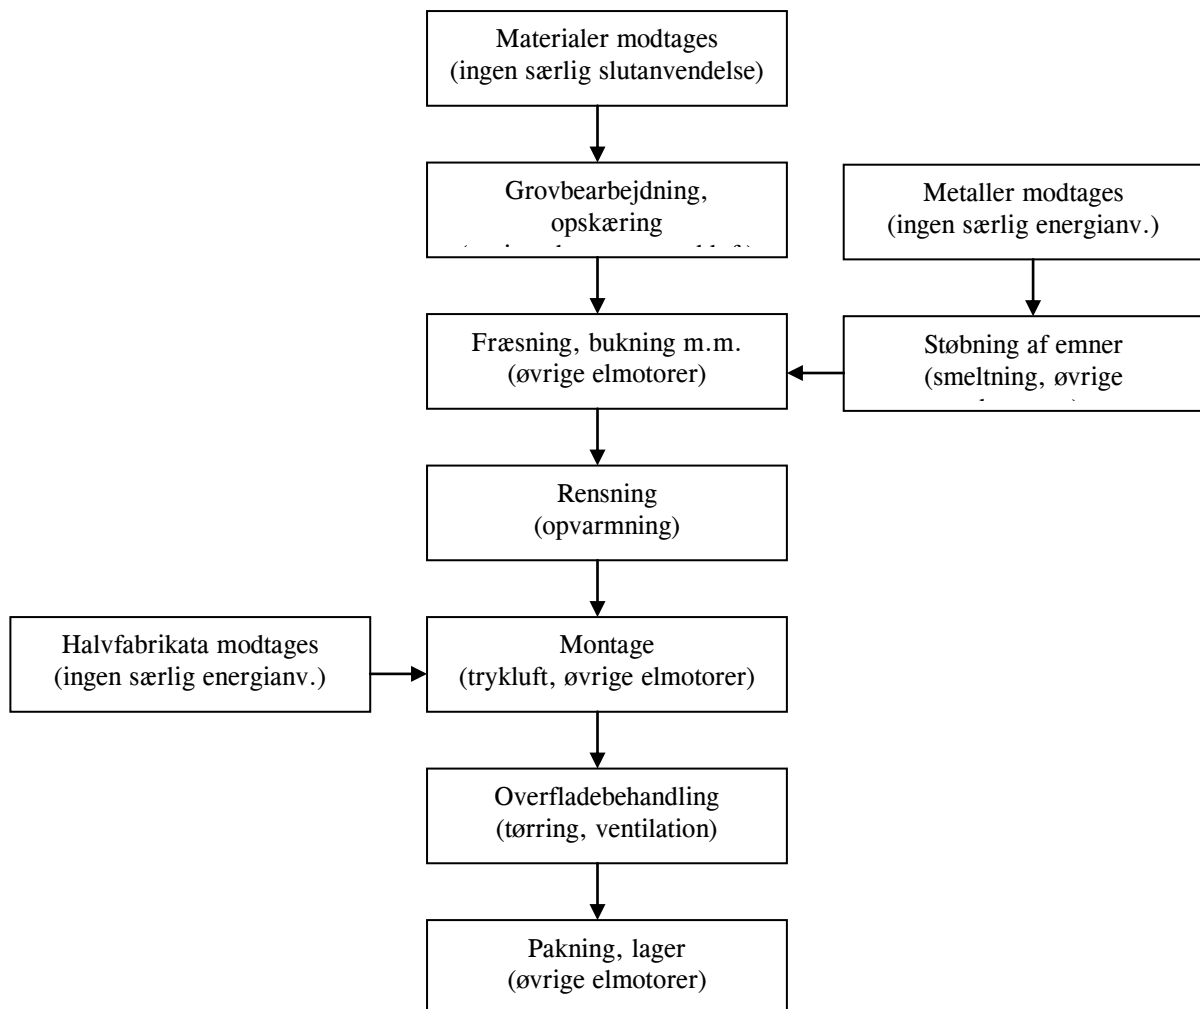 Materialer modtages
(ingen særlig slutanvendelse)
Grovbearbejdning,
opskæring
Metaller modtages
(ingen særlig energianv.)
Fræsning, bukning m.m.
(øvrige elmotorer)
Støbning af emner
(smeltning, øvrige
Rensning
(opvarmning)
Halvfabrikata modtages
(ingen særlig energianv.)
Montage
(trykluft, øvrige elmotorer)
Overfladebehandling
(tørring, ventilation)
Pakning, lager
(øvrige elmotorer)